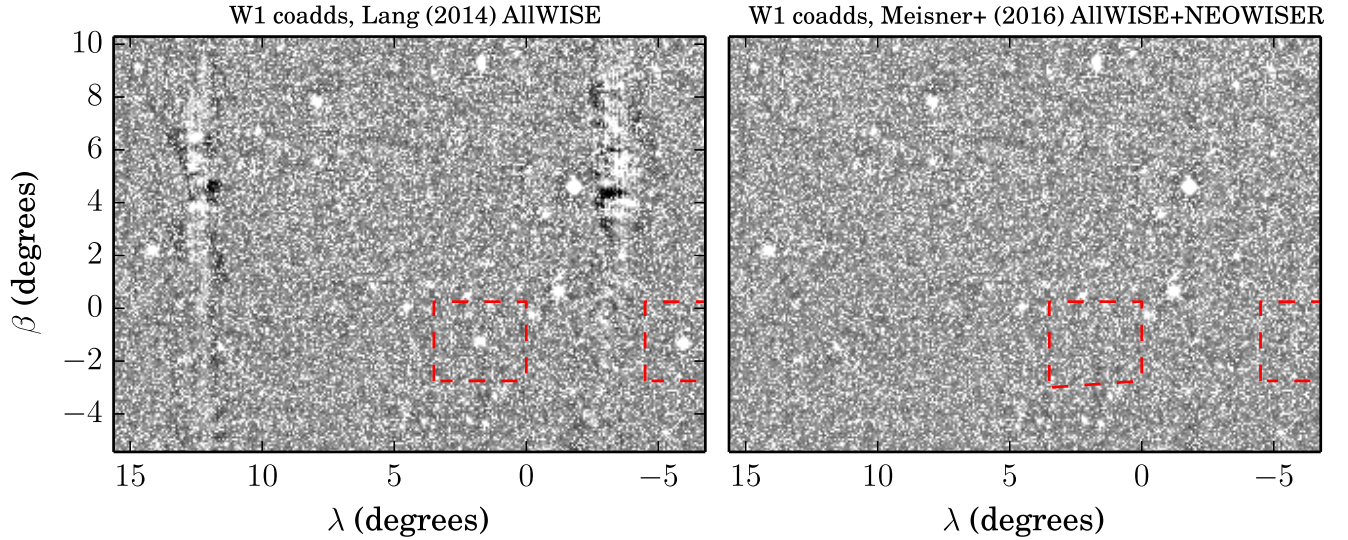 W1 coadds, Lang (2014) AllWISE
W1 coadds, Meisner+ (2016) AllWISE+NEOWISER
10
8
6
4
2
0
−2
−4
β (degrees)
15 10 5 0 −5
15 10 5 0 −5
λ (degrees)
λ (degrees)